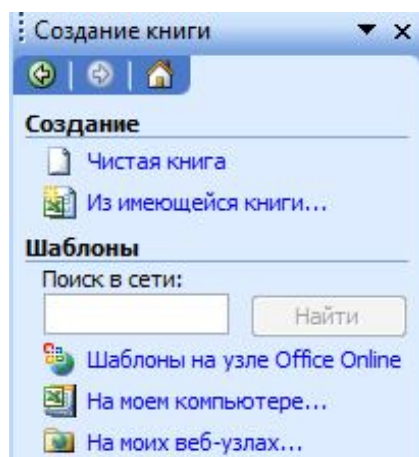 Создание книги
Создание
Чистая книга
Из имеющейся книги...
Шаблоны
Поиск в сети:
Найти
Шаблоны на узле Office Online
На моем компьютере...
На моих веб-узлах...